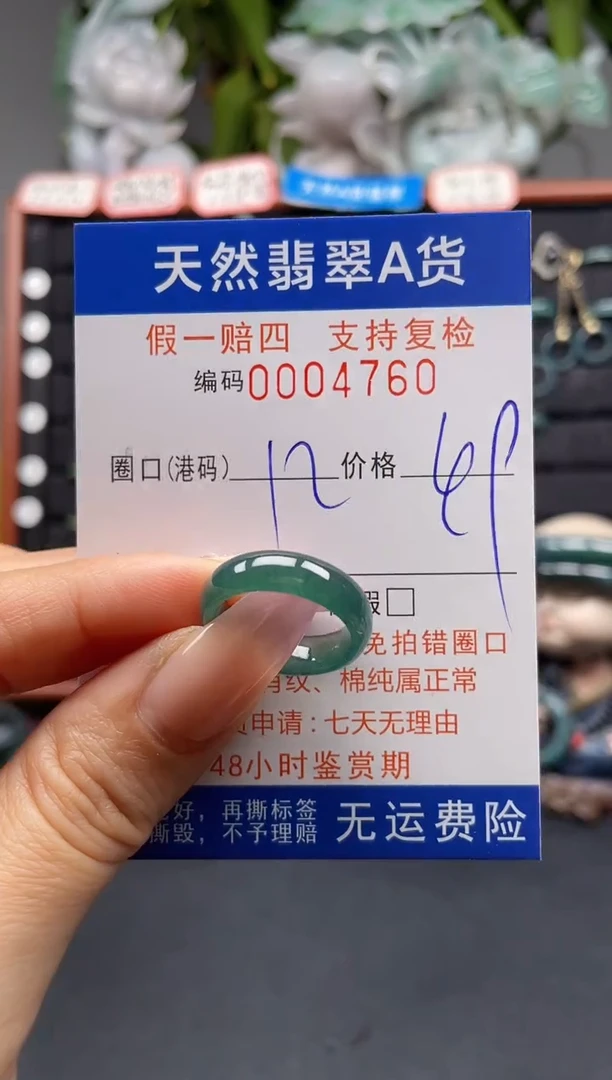 天然翡翠A货
假一赔四 支持复检
编码0004760
圈口(港码) 12 价格
假□
免拍错圈口
纹、棉纯属正常
申请:七天无理由
48小时鉴赏期
好，再撕标签
撕毁，不予理赔
无运费险